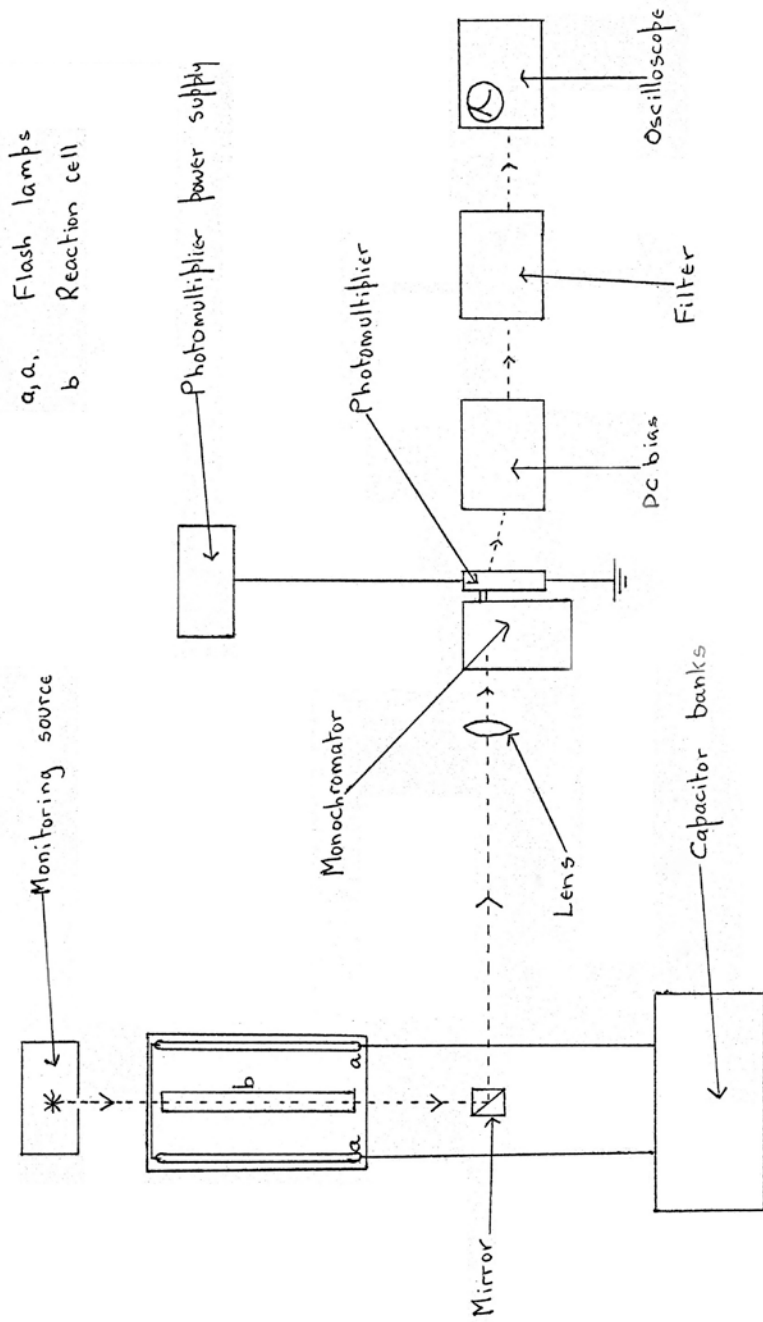 a,a,   Flash lamps
b   Reaction cell
Monitoring source
Photomultiplier power supply
b
a
a
Photomultiplier
Monochromator
Mirror
Lens
DC bias
Filter
Oscilloscope
Capacitor banks